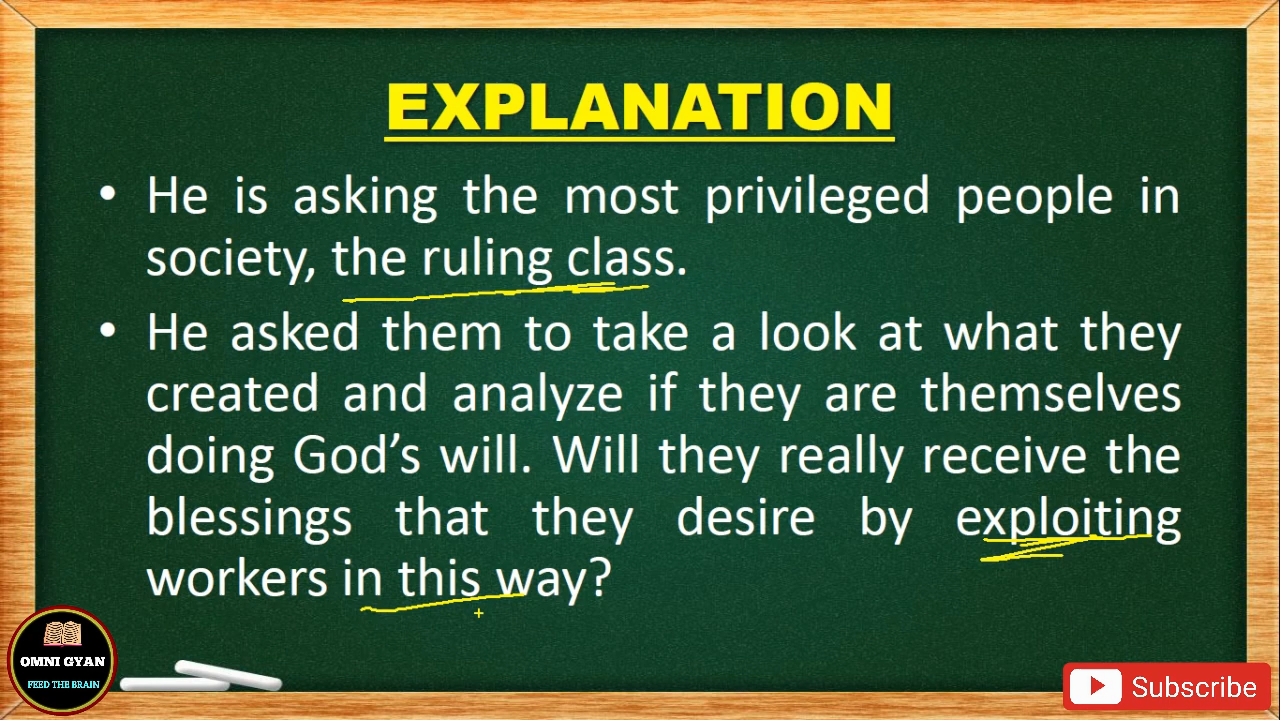 EXPLANATION
• He is asking the most privileged people in
society, the ruling class.
• He asked them to take a look at what they
created and analyze if they are themselves
doing God’s will. Will they really receive the
blessings that they desire by exploiting
workers in this way?
OMNI GYAN
FEED THE BRAIN
Subscribe